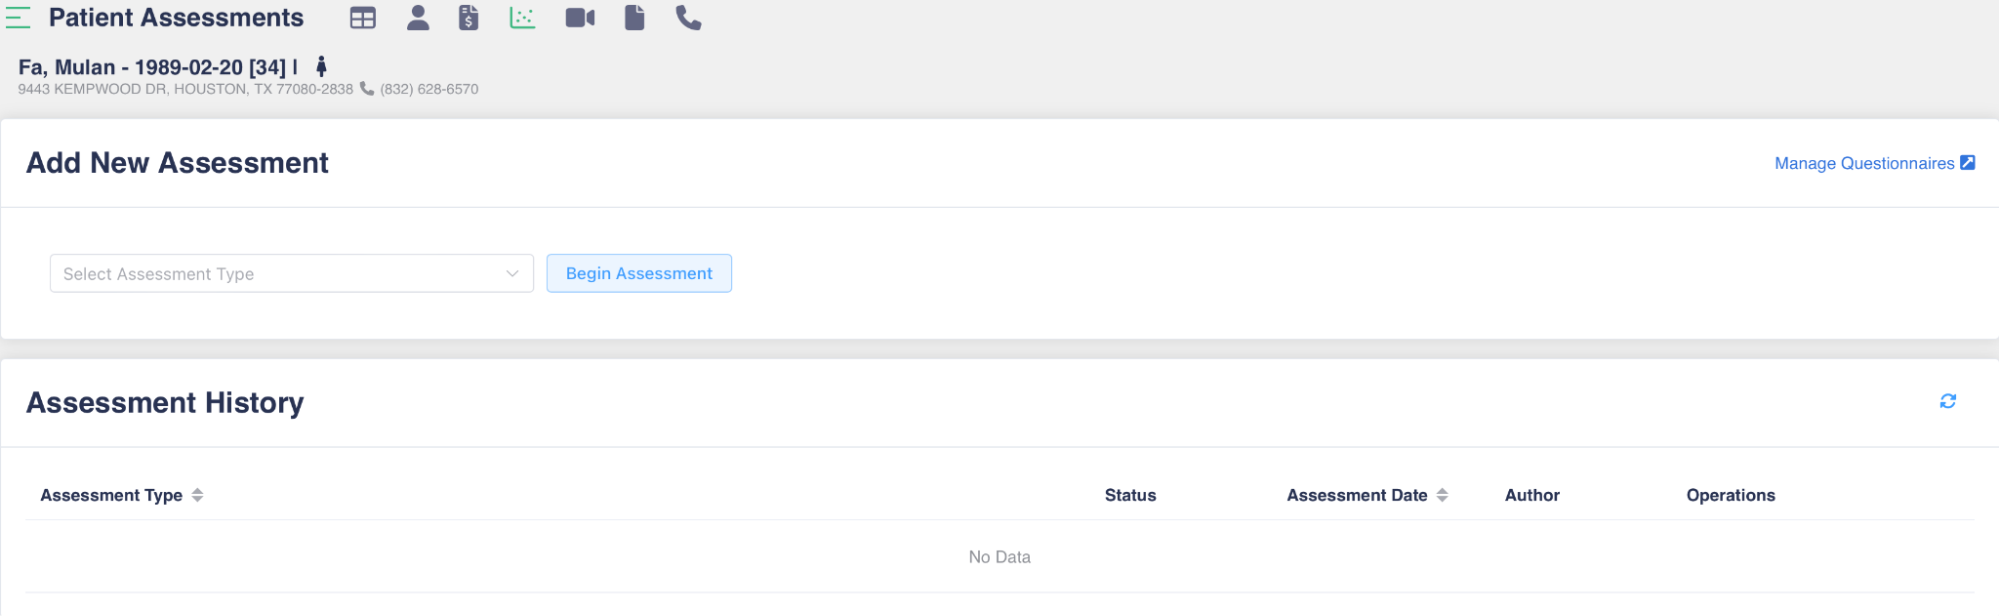 Patient Assessments
Fa, Mulan - 1989-02-20 [34] |
9443 KEMPWOOD DR, HOUSTON, TX 77080-2838 (832) 628-6570
Add New Assessment
Manage Questionnaires
Select Assessment Type
Begin Assessment
Assessment History
Assessment Type Status Assessment Date Author Operations
No Data